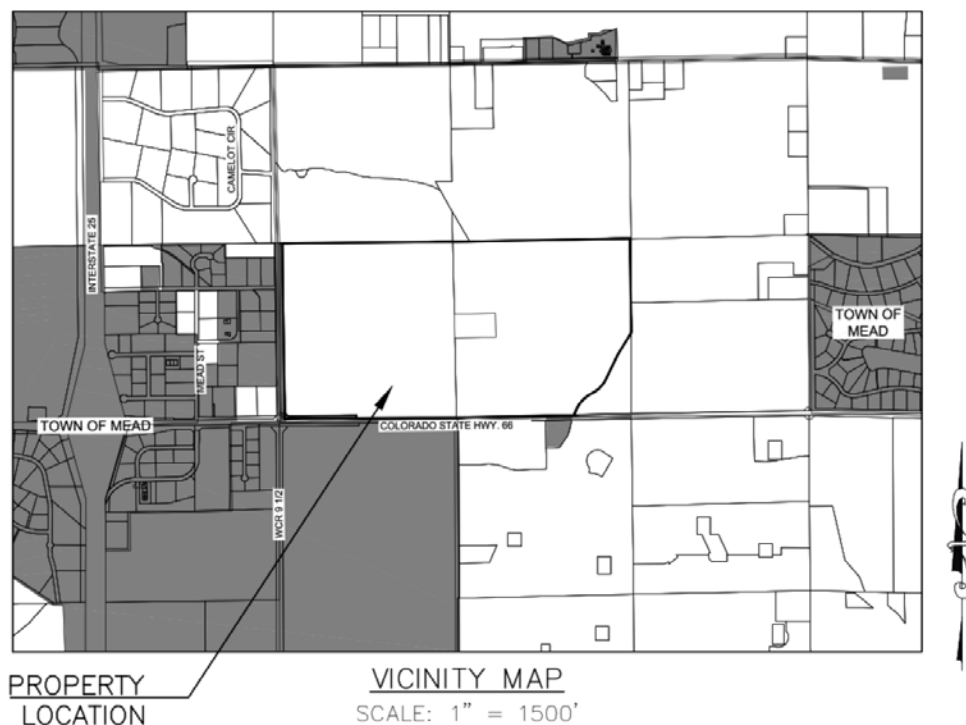 CAMELOT CIR
INTERSTATE 25
TOWN OF
MEAD
MEAD ST
TOWN OF MEAD
COLORADO STATE HWY. 66
WCR 9 1/2
PROPERTY
LOCATION
VICINITY MAP
SCALE: 1" = 1500'